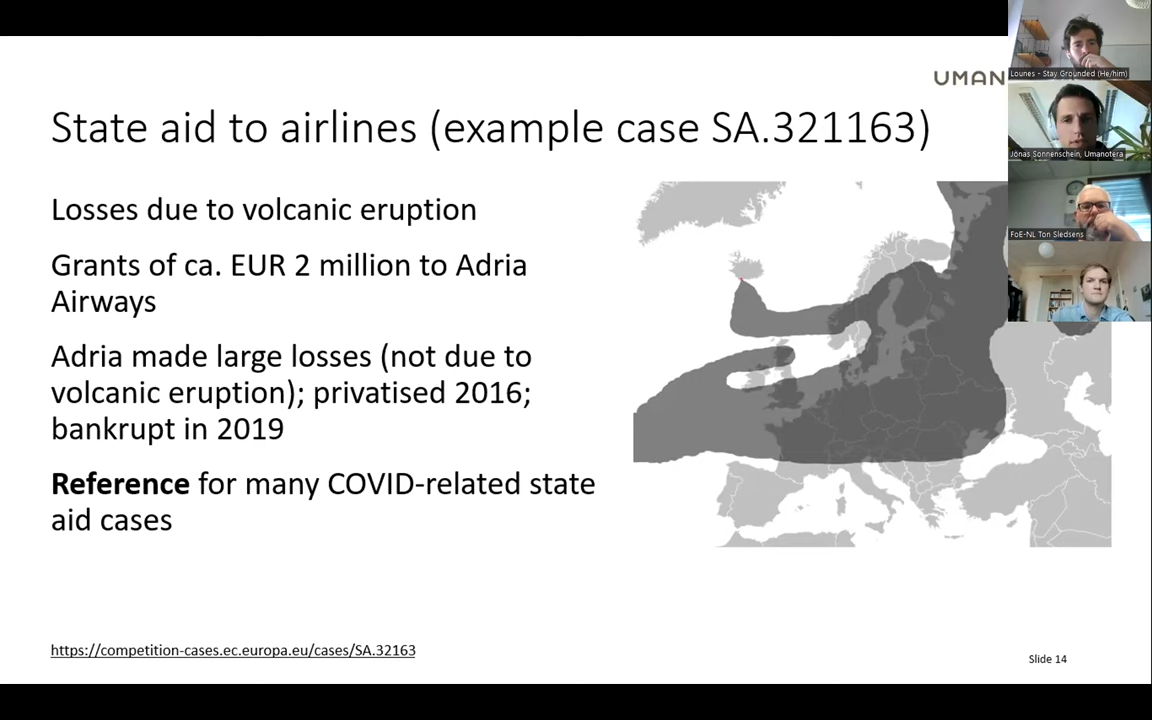 UMAN
State aid to airlines (example case SA.321163)
Losses due to volcanic eruption
Grants of ca. EUR 2 million to Adria
Airways
Adria made large losses (not due to
volcanic eruption); privatised 2016;
bankrupt in 2019
Reference for many COVID-related state
aid cases
https://competition-cases.ec.europa.eu/cases/SA.32163
Slide 14
Lounes - Stay Grounded (He/him)
Jonas Sonnenschein, Umanotera
FoE-NL Ton Sledsens